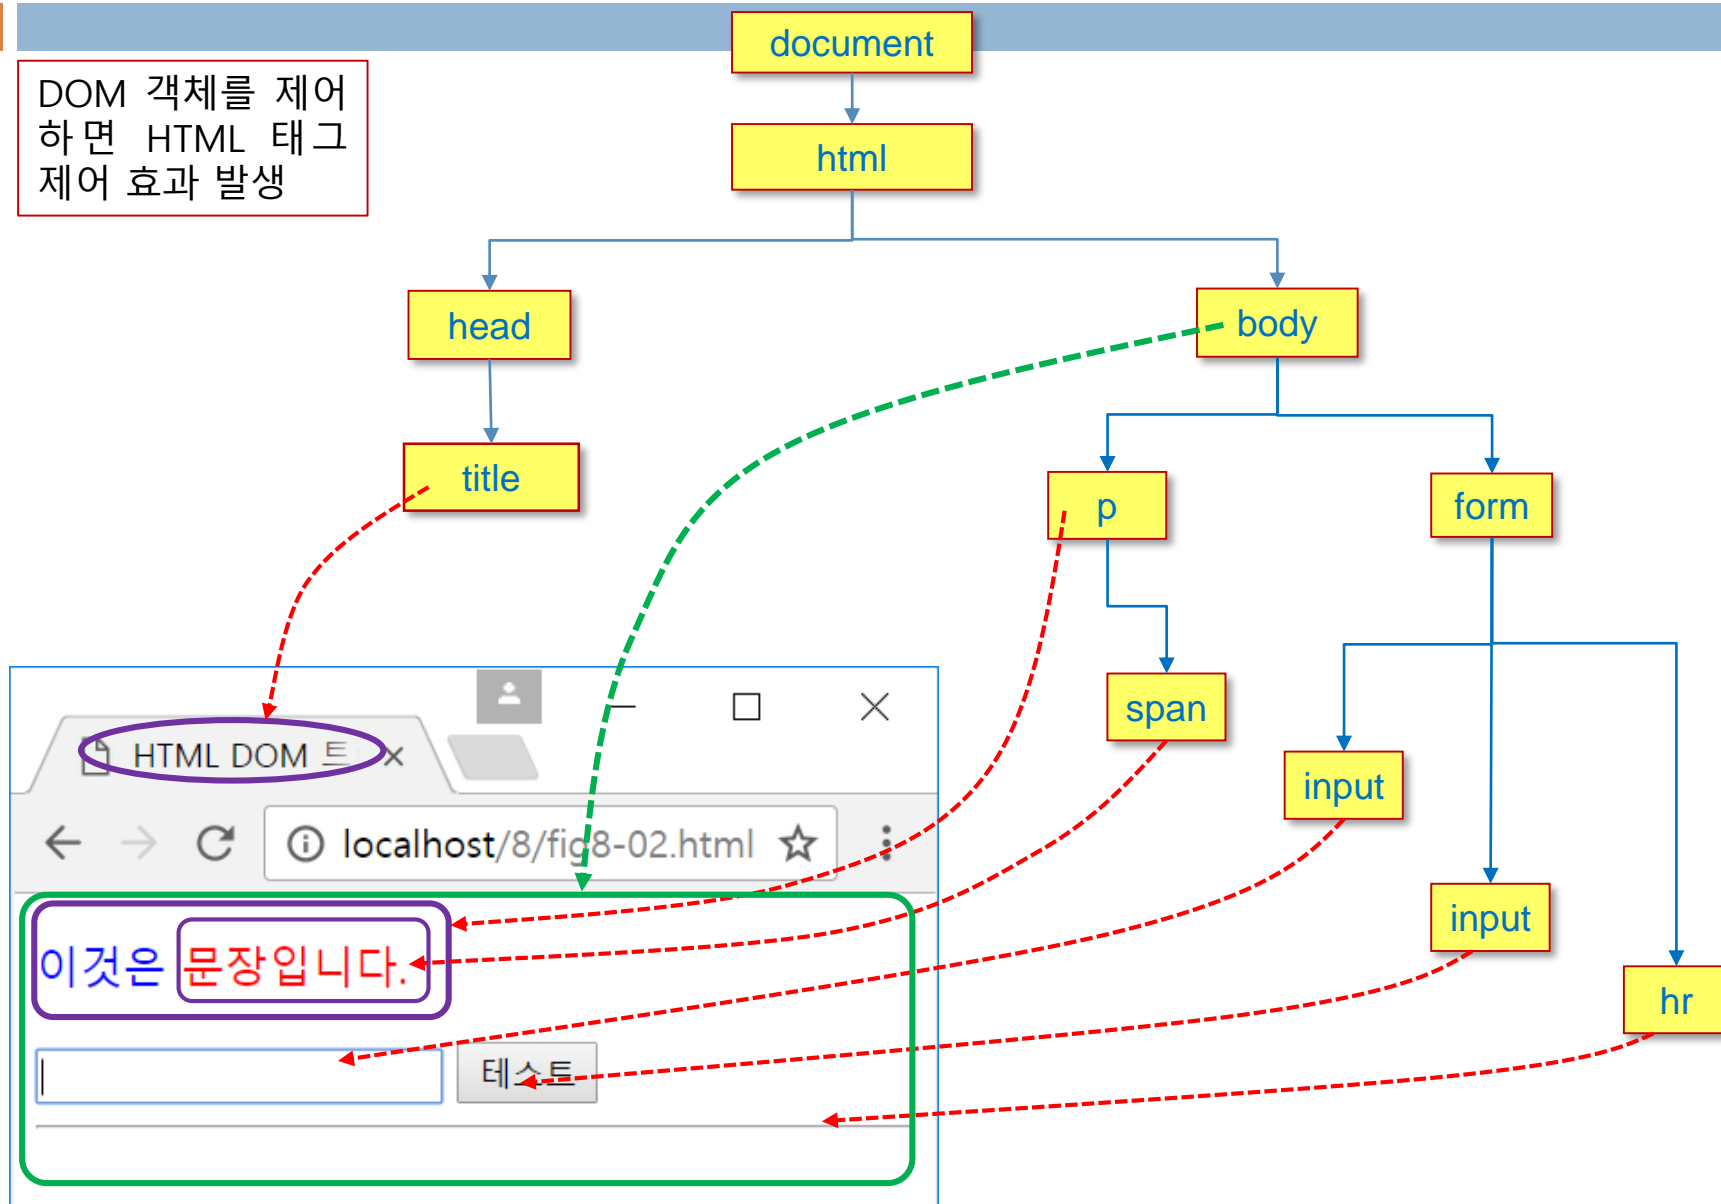 document
DOM 객체를 제어
하면 HTML 태그
제어 효과 발생
html
head
body
title
p
form
span
input
input
hr
HTML DOM 트
localhost/8/fig8-02.html
이것은 문장입니다.
테스트